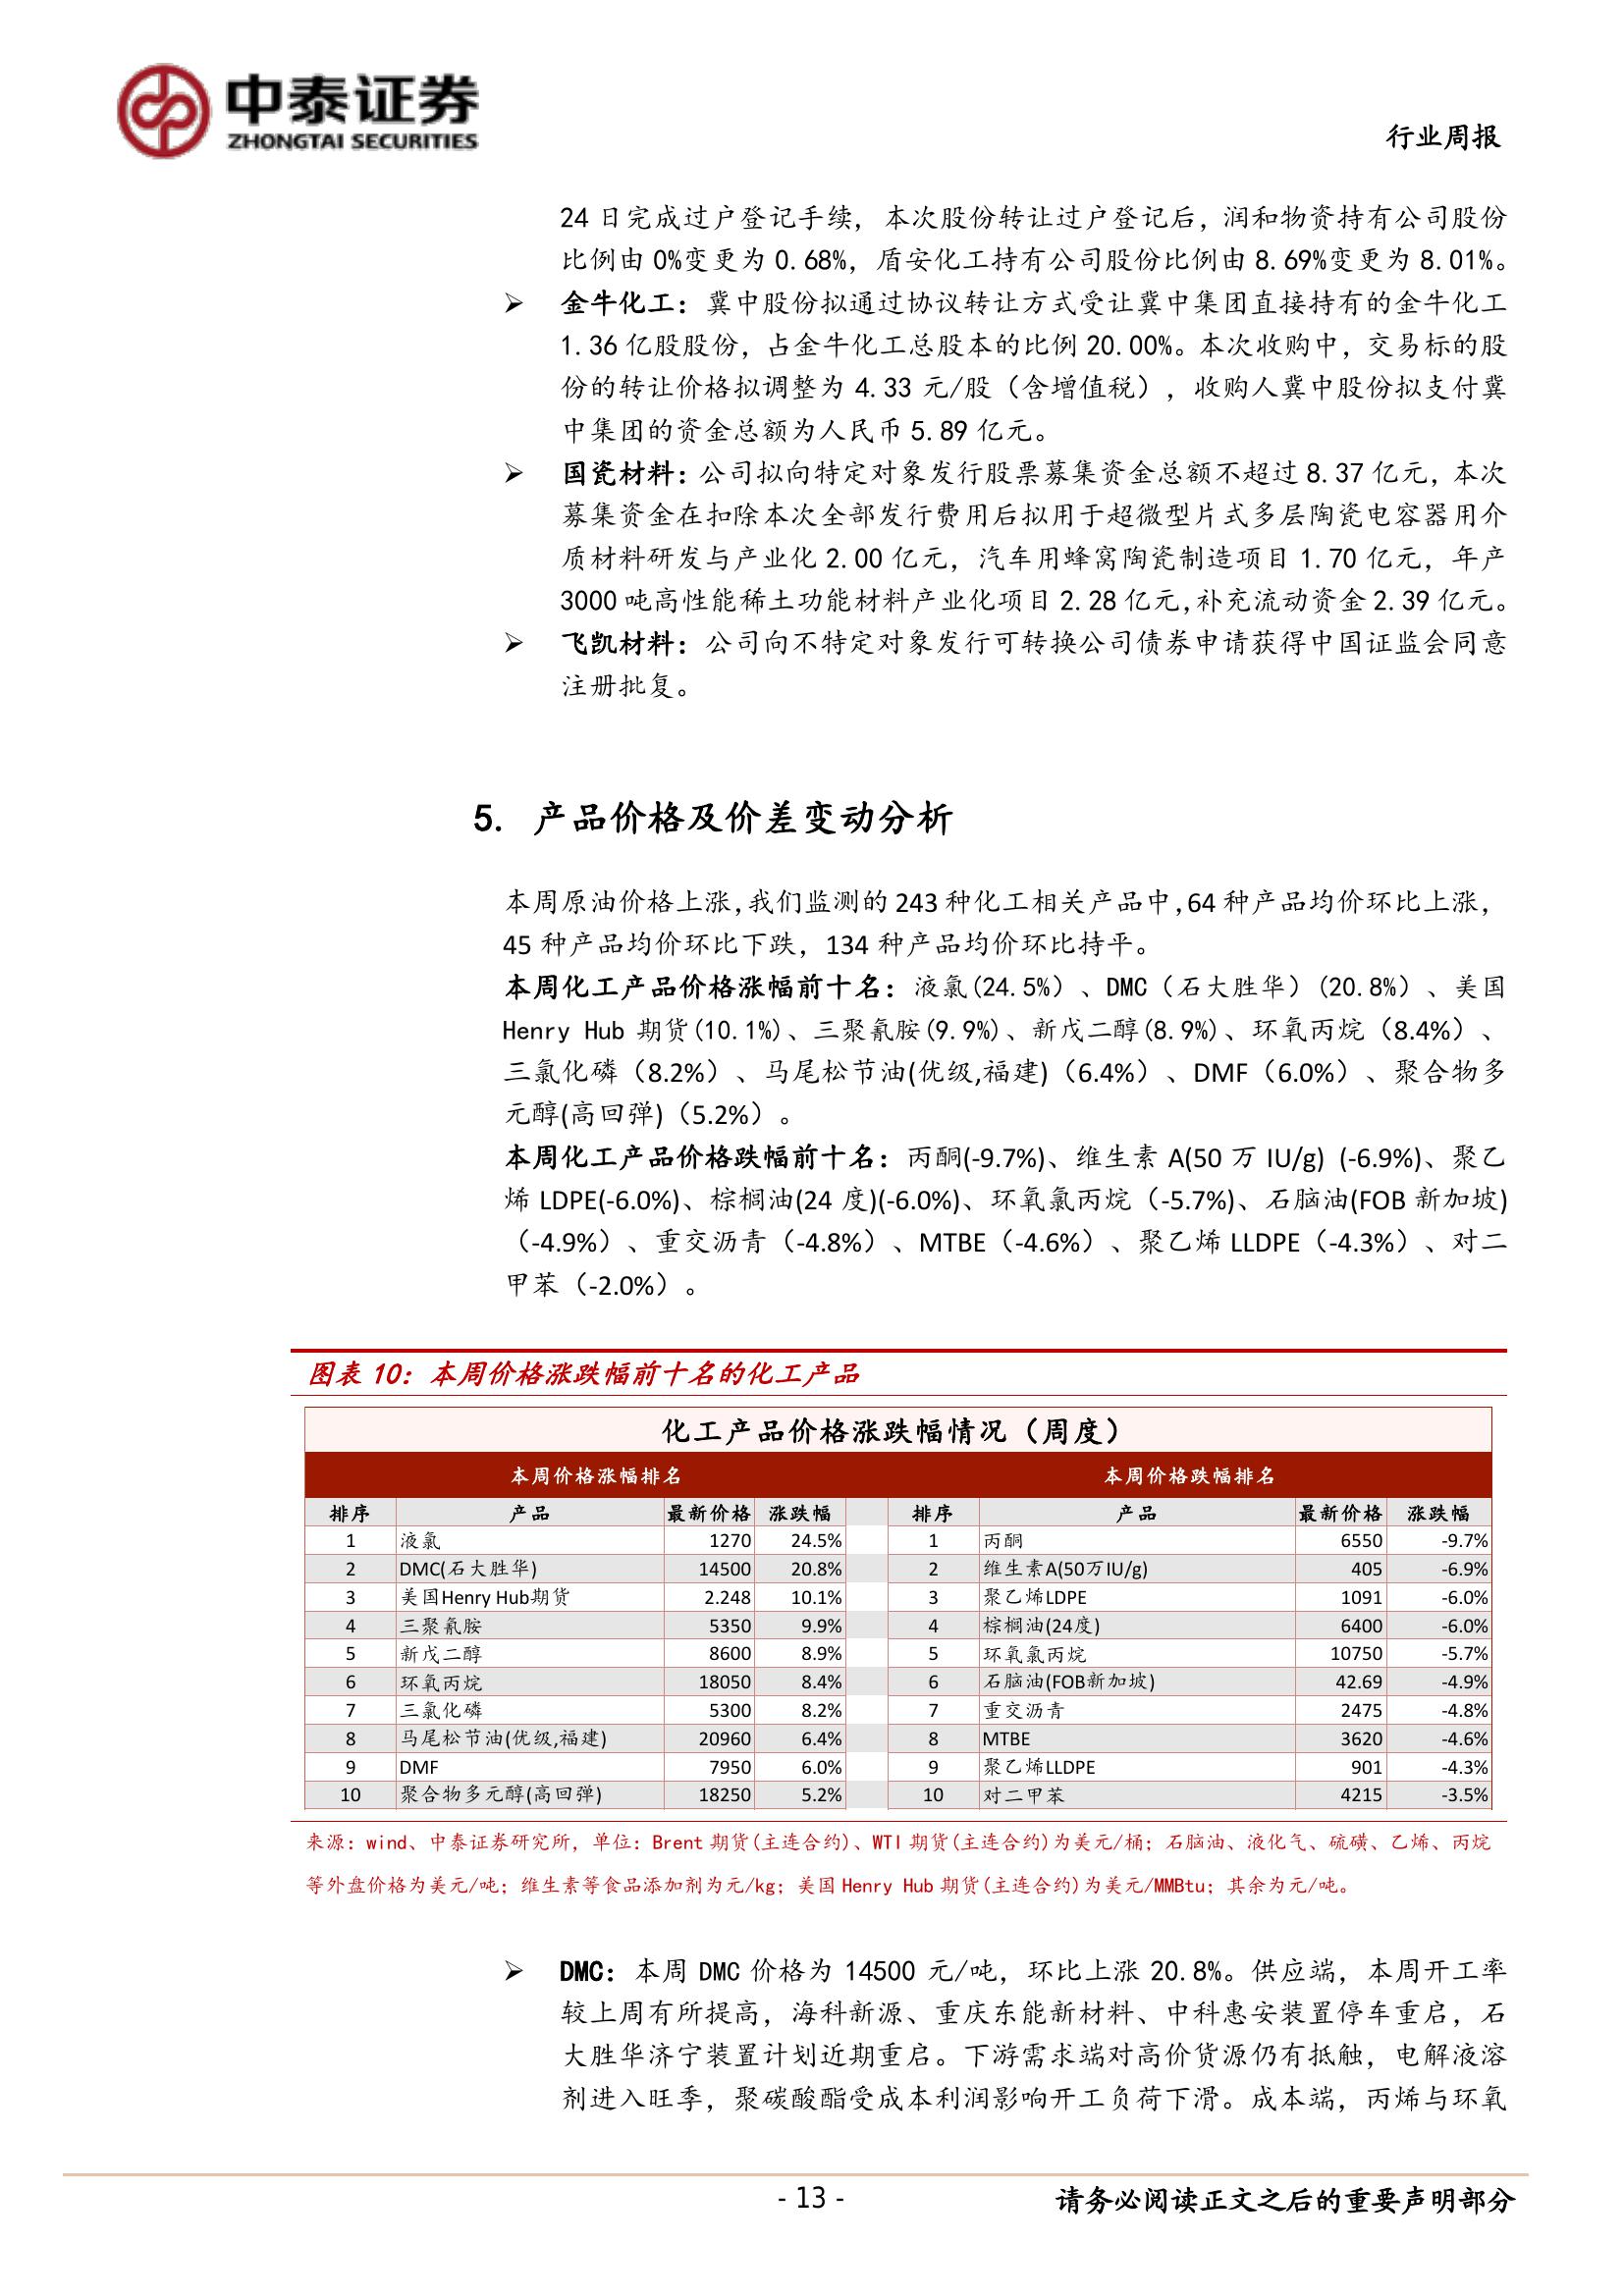 中泰证券
ZHONGTAI SECURITIES
行业周报
24 日完成过户登记手续，本次股份转让过户登记后，润和物资持有公司股份
比例由 0%变更为 0.68%，盾安化工持有公司股份比例由 8.69%变更为 8.01%。
➢ 金牛化工：冀中股份拟通过协议转让方式受让冀中集团直接持有的金牛化工
1.36 亿股股份，占金牛化工总股本的比例 20.00%。本次收购中，交易标的股
份的转让价格拟调整为 4.33 元/股（含增值税），收购人冀中股份拟支付冀
中集团的资金总额为人民币 5.89 亿元。
➢ 国瓷材料：公司拟向特定对象发行股票募集资金总额不超过 8.37 亿元，本次
募集资金在扣除本次全部发行费用后拟用于超微型片式多层陶瓷电容器用介
质材料研发与产业化 2.00 亿元，汽车用蜂窝陶瓷制造项目 1.70 亿元，年产
3000 吨高性能稀土功能材料产业化项目 2.28 亿元，补充流动资金 2.39 亿元。
➢ 飞凯材料：公司向不特定对象发行可转换公司债券申请获得中国证监会同意
注册批复。
5. 产品价格及价差变动分析
本周原油价格上涨，我们监测的 243 种化工相关产品中，64 种产品均价环比上涨，
45 种产品均价环比下跌，134 种产品均价环比持平。
本周化工产品价格涨幅前十名：液氯(24.5%）、DMC（石大胜华）(20.8%）、美国
Henry Hub 期货(10.1%)、三聚氰胺(9.9%)、新戊二醇(8.9%)、环氧丙烷（8.4%）、
三氯化磷（8.2%）、马尾松节油(优级,福建)（6.4%）、DMF（6.0%）、聚合物多
元醇(高回弹)（5.2%）。
本周化工产品价格跌幅前十名：丙酮(-9.7%)、维生素 A(50 万 IU/g) (-6.9%)、聚乙
烯 LDPE(-6.0%)、棕榈油(24 度)(-6.0%)、环氧氯丙烷（-5.7%)、石脑油(FOB 新加坡)
（-4.9%）、重交沥青（-4.8%）、MTBE（-4.6%）、聚乙烯 LLDPE（-4.3%）、对二
甲苯（-2.0%）。
图表 10：本周价格涨跌幅前十名的化工产品
化工产品价格涨跌幅情况（周度）
本周价格涨幅排名 本周价格跌幅排名
排序 产品 最新价格 涨跌幅 排序 产品 最新价格 涨跌幅
1 液氯 1270 24.5% 1 丙酮 6550 -9.7%
2 DMC(石大胜华) 14500 20.8% 2 维生素A(50万IU/g) 405 -6.9%
3 美国Henry Hub期货 2.248 10.1% 3 聚乙烯LDPE 1091 -6.0%
4 三聚氰胺 5350 9.9% 4 棕榈油(24度) 6400 -6.0%
5 新戊二醇 8600 8.9% 5 环氧氯丙烷 10750 -5.7%
6 环氧丙烷 18050 8.4% 6 石脑油(FOB新加坡) 42.69 -4.9%
7 三氯化磷 5300 8.2% 7 重交沥青 2475 -4.8%
8 马尾松节油(优级,福建) 20960 6.4% 8 MTBE 3620 -4.6%
9 DMF 7950 6.0% 9 聚乙烯LLDPE 901 -4.3%
10 聚合物多元醇(高回弹) 18250 5.2% 10 对二甲苯 4215 -3.5%
来源：wind、中泰证券研究所，单位：Brent 期货(主连合约)、WTI 期货(主连合约)为美元/桶；石脑油、液化气、硫磺、乙烯、丙烷
等外盘价格为美元/吨；维生素等食品添加剂为元/kg；美国 Henry Hub 期货(主连合约)为美元/MMBtu；其余为元/吨。
➢ DMC：本周 DMC 价格为 14500 元/吨，环比上涨 20.8%。供应端，本周开工率
较上周有所提高，海科新源、重庆东能新材料、中科惠安装置停车重启，石
大胜华济宁装置计划近期重启。下游需求端对高价货源仍有抵触，电解液溶
剂进入旺季，聚碳酸酯受成本利润影响开工负荷下滑。成本端，丙烯与环氧
- 13 -
请务必阅读正文之后的重要声明部分